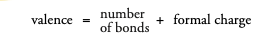 valence = number of bonds + formal charge